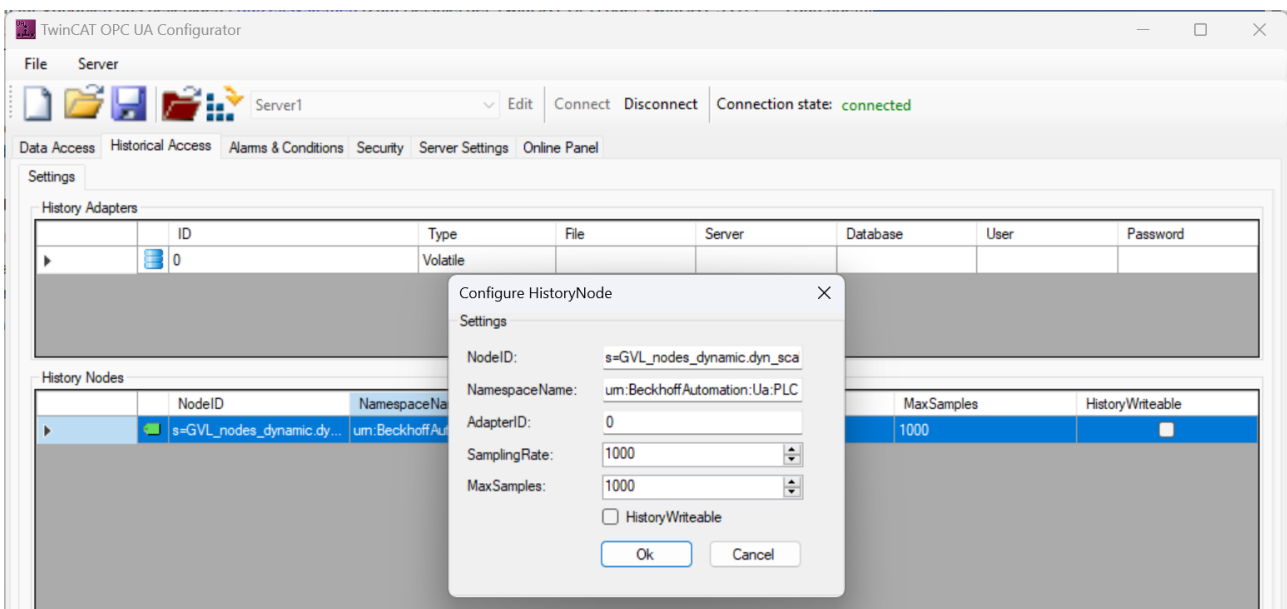 TwinCAT OPC UA Configurator
File Server
Server1 Edit Connect Disconnect Connection state: connected
Data Access Historical Access Alarms & Conditions Security Server Settings Online Panel
Settings
History Adapters
ID Type File Server Database User Password
0 Volatile
Configure HistoryNode
Settings
NodeID: s=GVL_nodes_dynamic.dyn_sca
NamespaceName: urn:BeckhoffAutomation:Ua:PLC
AdapterID: 0
SamplingRate: 1000
MaxSamples: 1000
HistoryWriteable
Ok Cancel
History Nodes
NodeID NamespaceNa MaxSamples HistoryWriteable
s=GVL_nodes_dynamic.dy... urn:BeckhoffAut 1000